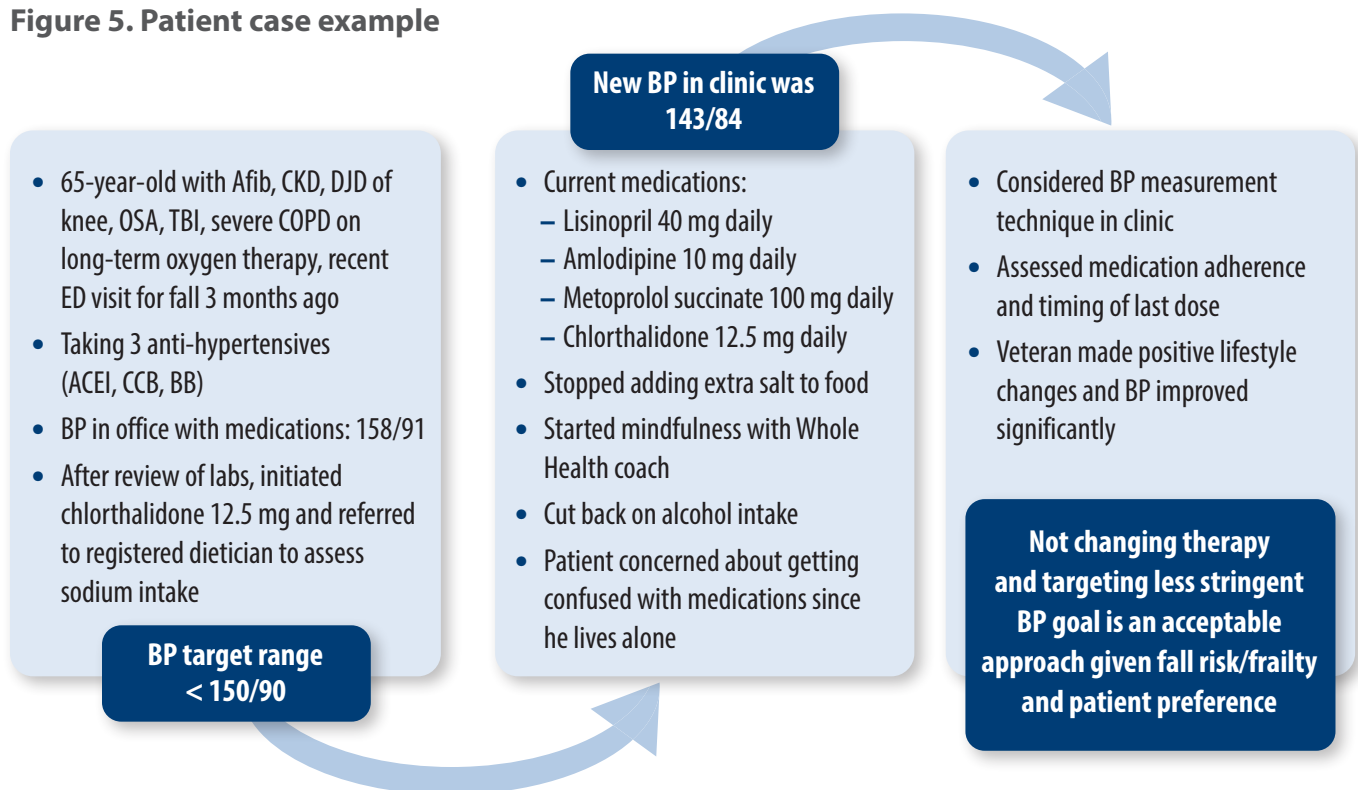 Figure 5. Patient case example
• 65-year-old with Afib, CKD, DJD of
knee, OSA, TBI, severe COPD on
long-term oxygen therapy, recent
ED visit for fall 3 months ago
• Taking 3 anti-hypertensives
(ACEI, CCB, BB)
• BP in office with medications: 158/91
• After review of labs, initiated
chlorthalidone 12.5 mg and referred
to registered dietician to assess
sodium intake
BP target range
< 150/90
New BP in clinic was
143/84
• Current medications:
– Lisinopril 40 mg daily
– Amlodipine 10 mg daily
– Metoprolol succinate 100 mg daily
– Chlorthalidone 12.5 mg daily
• Stopped adding extra salt to food
• Started mindfulness with Whole
Health coach
• Cut back on alcohol intake
• Patient concerned about getting
confused with medications since
he lives alone
• Considered BP measurement
technique in clinic
• Assessed medication adherence
and timing of last dose
• Veteran made positive lifestyle
changes and BP improved
significantly
Not changing therapy
and targeting less stringent
BP goal is an acceptable
approach given fall risk/frailty
and patient preference